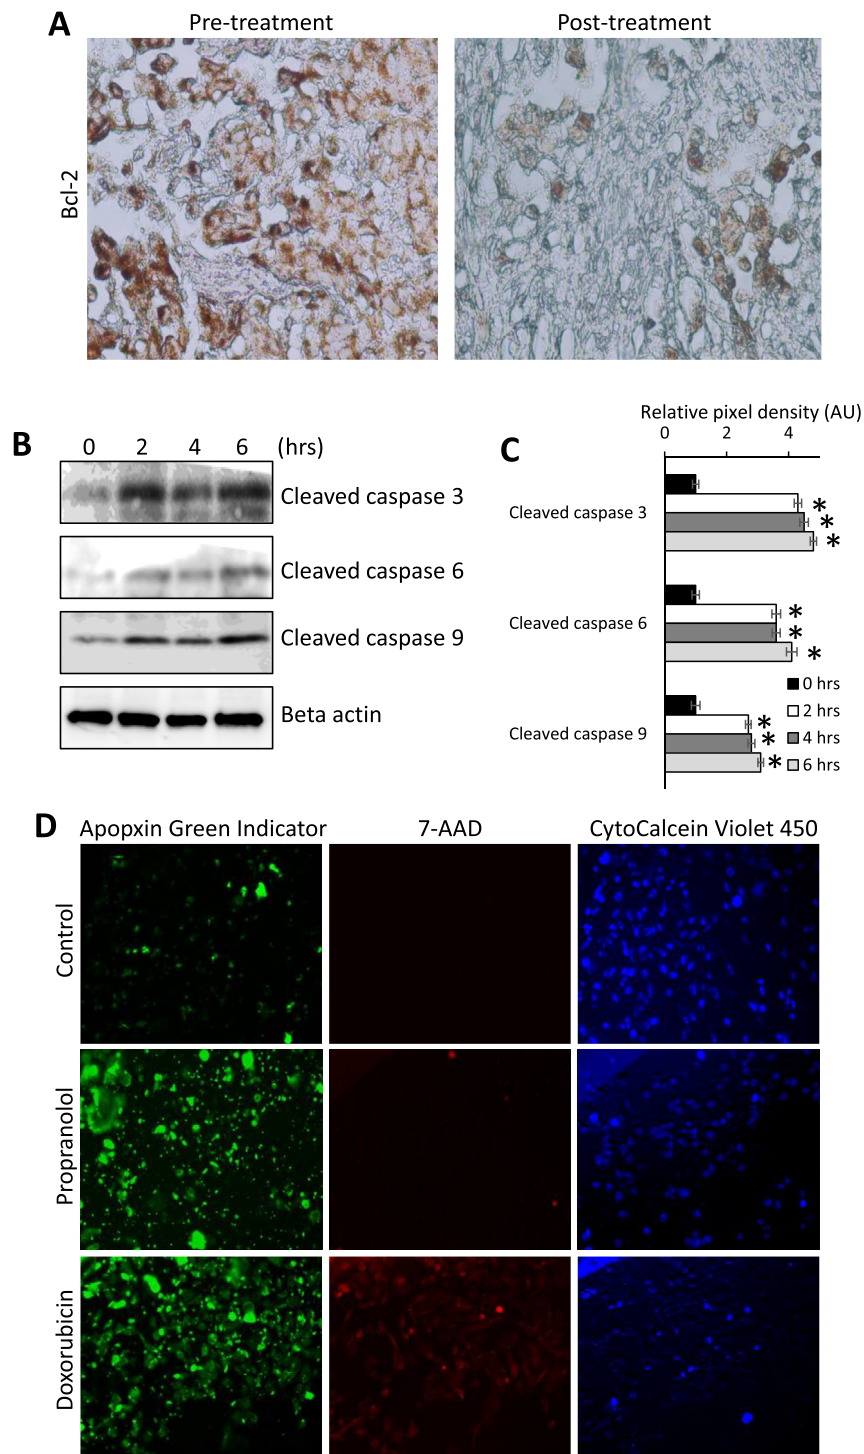 A
Pre-treatment
Post-treatment
Bcl-2
B
0 2 4 6 (hrs)
Cleaved caspase 3
Cleaved caspase 6
Cleaved caspase 9
Beta actin
C
Relative pixel density (AU)
0 2 4
Cleaved caspase 3
*
*
*
Cleaved caspase 6
*
*
*
Cleaved caspase 9
*
*
*
0 hrs
2 hrs
4 hrs
6 hrs
D
Apopxin Green Indicator
7-AAD
CytoCalcein Violet 450
Control
Propranolol
Doxorubicin